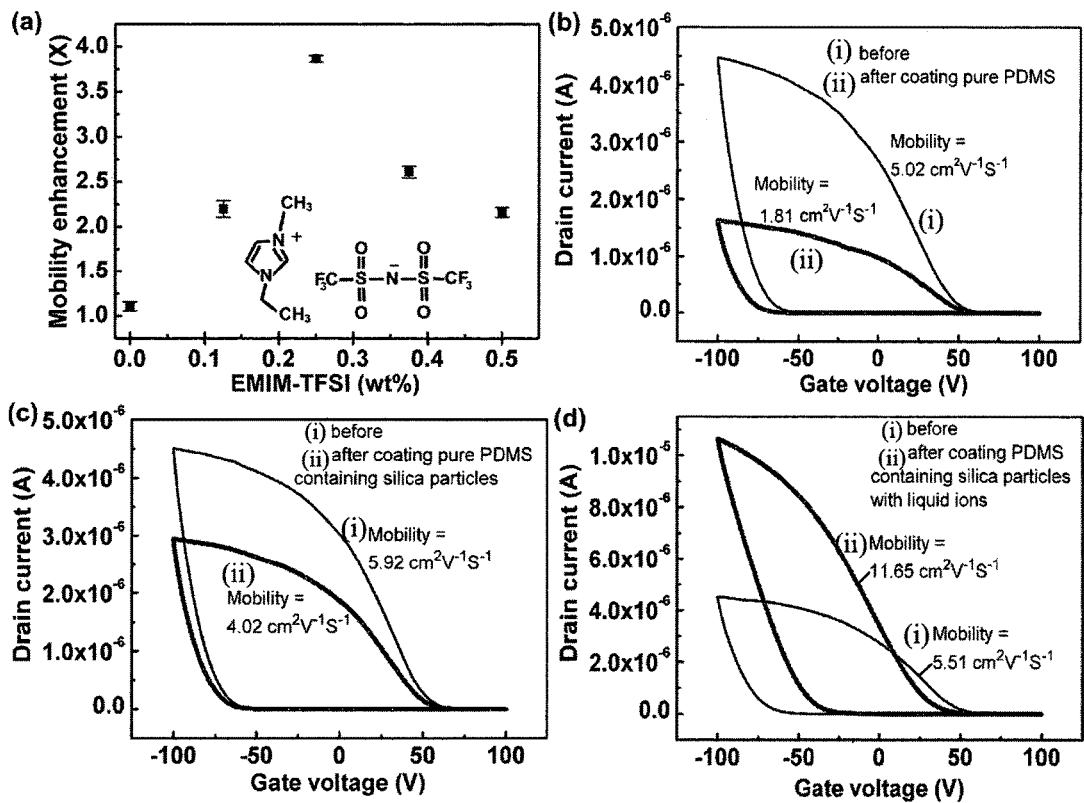 (a)
Mobility enhancement (X)
4.0
3.5
3.0
2.5
2.0
1.5
1.0
CH₃
N
+
N
CH₃
O O
F₃C–S–N–S–CF₃
−
O O
0.0 0.1 0.2 0.3 0.4 0.5
EMIM-TFSI (wt%)
(b)
Drain current (A)
5.0x10⁻⁶
4.0x10⁻⁶
3.0x10⁻⁶
2.0x10⁻⁶
1.0x10⁻⁶
0.0
(i) before
(ii) after coating pure PDMS
Mobility =
5.02 cm²V⁻¹S⁻¹
Mobility =
1.81 cm²V⁻¹S⁻¹
(i)
(ii)
-100 -50 0 50 100
Gate voltage (V)
(c)
Drain current (A)
5.0x10⁻⁶
4.0x10⁻⁶
3.0x10⁻⁶
2.0x10⁻⁶
1.0x10⁻⁶
0.0
(i) before
(ii) after coating pure PDMS
containing silica particles
(i) Mobility =
5.92 cm²V⁻¹S⁻¹
(ii)
Mobility =
4.02 cm²V⁻¹S⁻¹
-100 -50 0 50 100
Gate voltage (V)
(d)
Drain current (A)
1.0x10⁻⁵
8.0x10⁻⁶
6.0x10⁻⁶
4.0x10⁻⁶
2.0x10⁻⁶
0.0
(i) before
(ii) after coating PDMS
containing silica particles
with liquid ions
(ii) Mobility =
11.65 cm²V⁻¹S⁻¹
(i) Mobility =
5.51 cm²V⁻¹S⁻¹
-100 -50 0 50 100
Gate voltage (V)